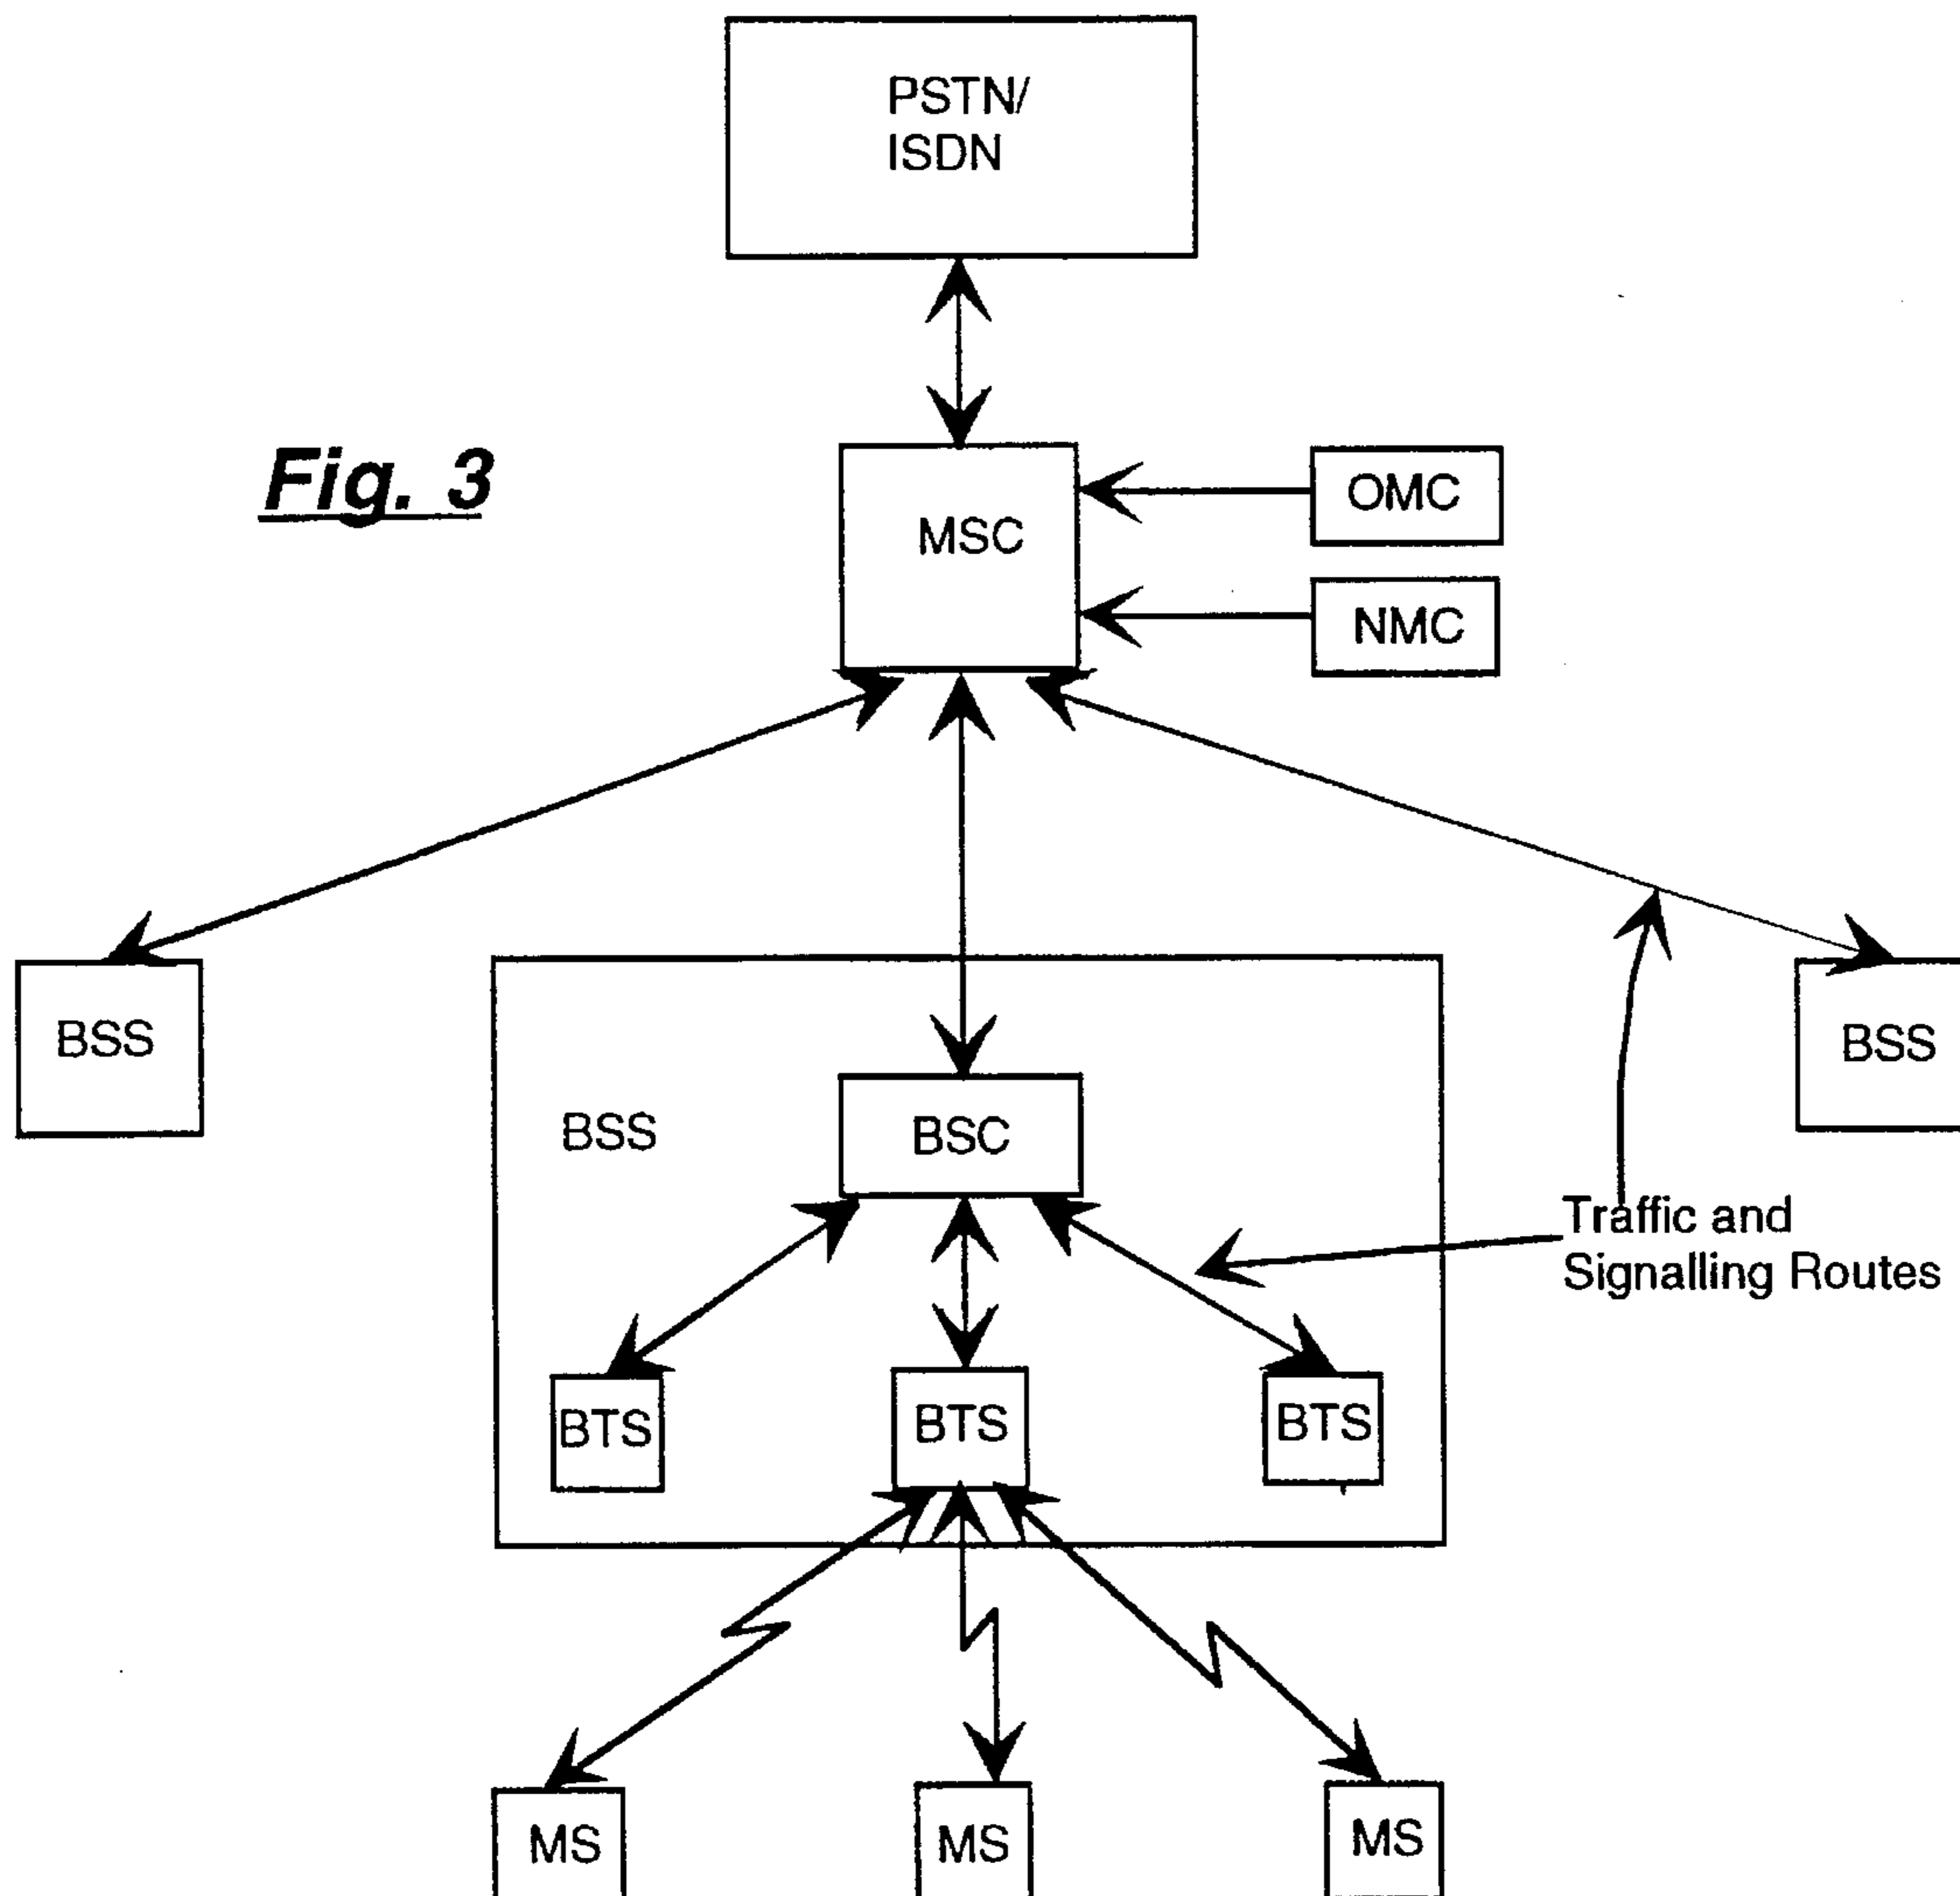 PSTN/
ISDN
Fig. 3
MSC
OMC
NMC
BSS
BSS
BSS
BSC
Traffic and
Signalling Routes
BTS
BTS
BTS
MS
MS
MS